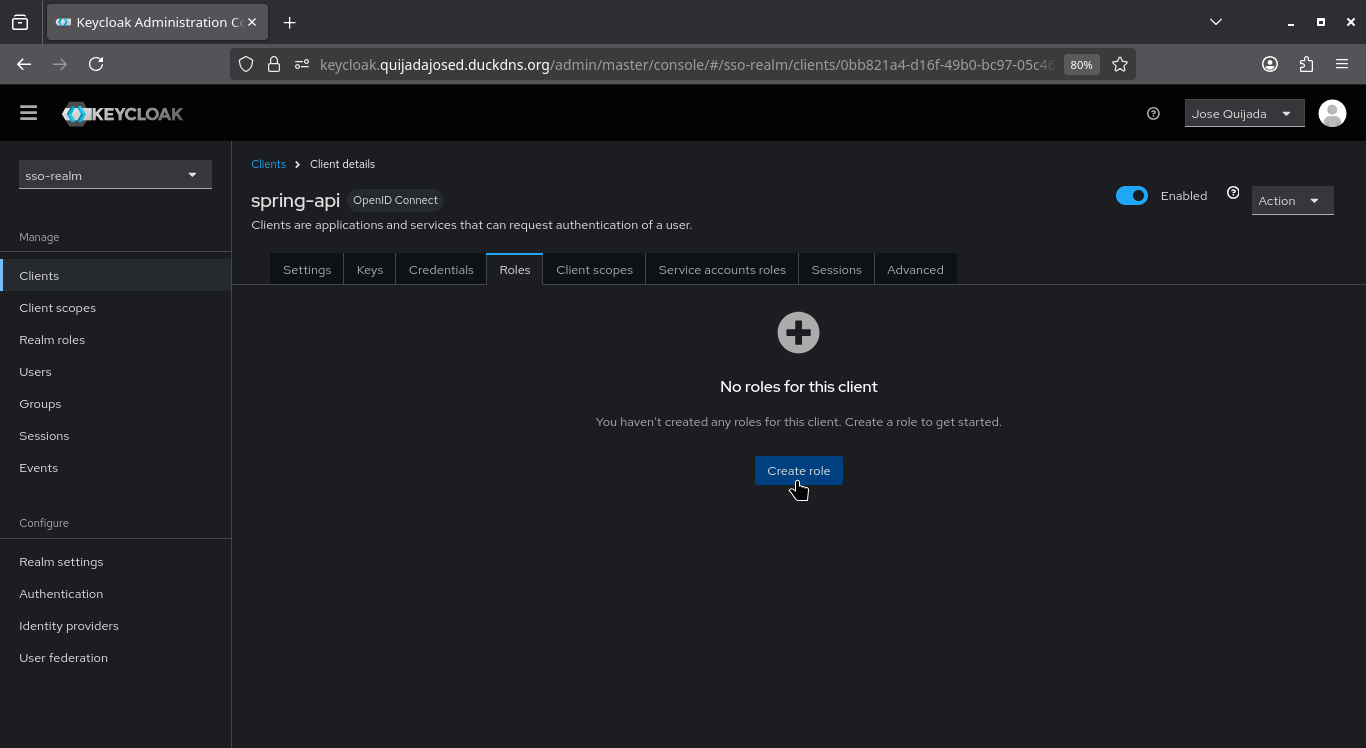 Keycloak Administration Co
keycloak.quijadajosed.duckdns.org/admin/master/console/#/sso-realm/clients/0bb821a4-d16f-49b0-bc97-05c46
80%
KEYCLOAK
Jose Quijada
sso-realm
Manage
Clients
Client scopes
Realm roles
Users
Groups
Sessions
Events
Configure
Realm settings
Authentication
Identity providers
User federation
Clients > Client details
spring-api OpenID Connect
Enabled
Action
Clients are applications and services that can request authentication of a user.
Settings Keys Credentials Roles Client scopes Service accounts roles Sessions Advanced
No roles for this client
You haven't created any roles for this client. Create a role to get started.
Create role